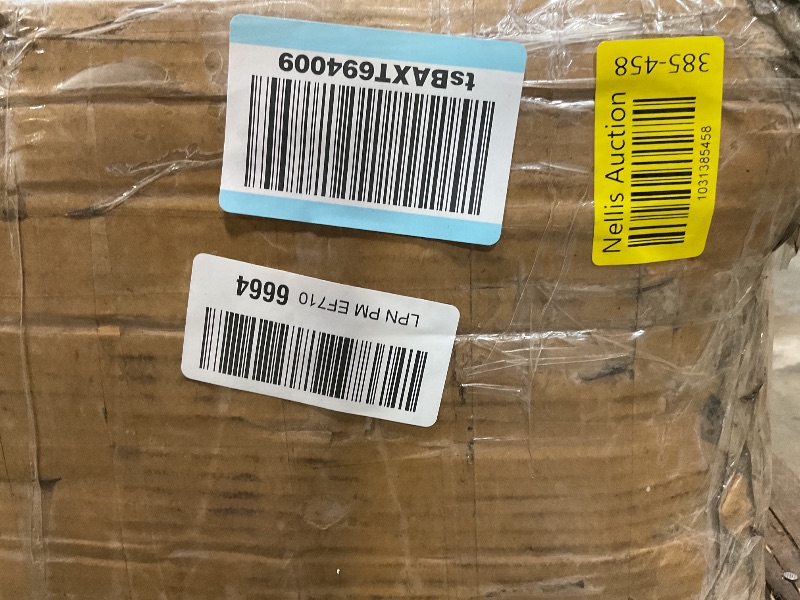 tsBAXT694009
385-458
Nellis Auction
1031385458
LPN PM EF710 6664